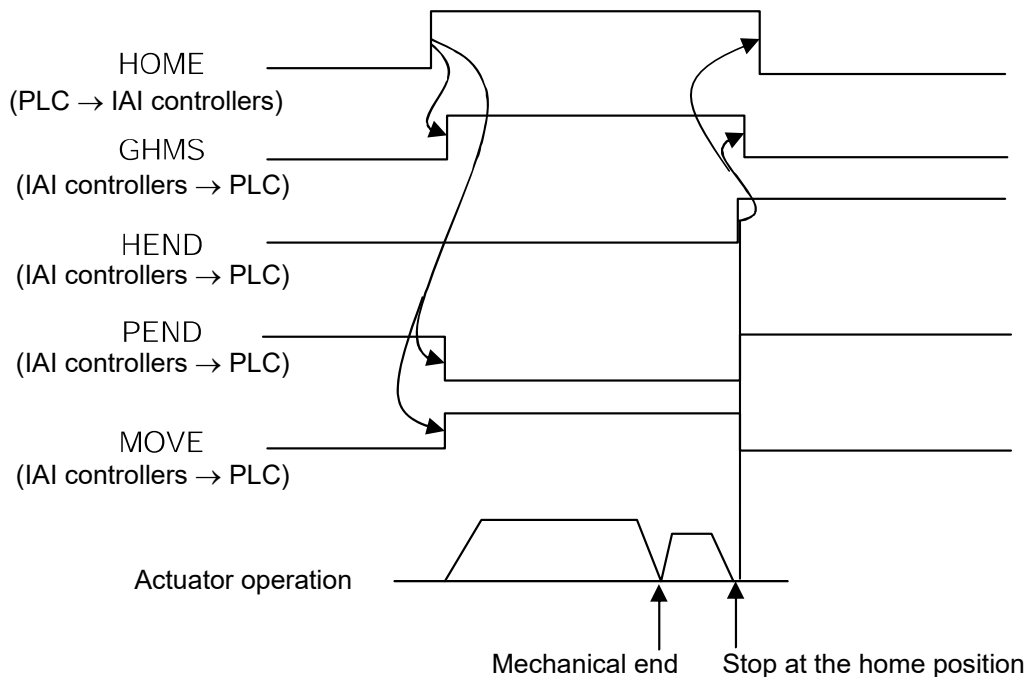 HOME
(PLC → IAI controllers)
GHMS
(IAI controllers → PLC)
HEND
(IAI controllers → PLC)
PEND
(IAI controllers → PLC)
MOVE
(IAI controllers → PLC)
Actuator operation
Mechanical end
Stop at the home position